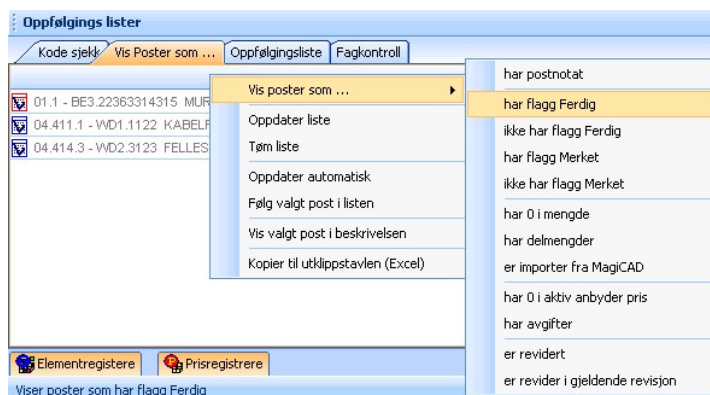 Oppfølgings lister
Kode sjekk Vis Poster som ... Oppfølgingsliste Fagkontroll
01.1 - BE3.22363314315 MUR
04.411.1 - WD1.1122 KABELF
04.414.3 - WD2.3123 FELLES
Vis poster som ...
Oppdater liste
Tøm liste
Oppdater automatisk
Følg valgt post i listen
Vis valgt post i beskrivelsen
Kopier til utklippstavlen (Excel)
har postnotat
har flagg Ferdig
ikke har flagg Ferdig
har flagg Merket
ikke har flagg Merket
har 0 i mengde
har delmengder
er importer fra MagiCAD
har 0 i aktiv anbyder pris
har avgifter
er revidert
er revider i gjeldende revisjon
Elementregistere Prisregistrere
Viser poster som har flagg Ferdig